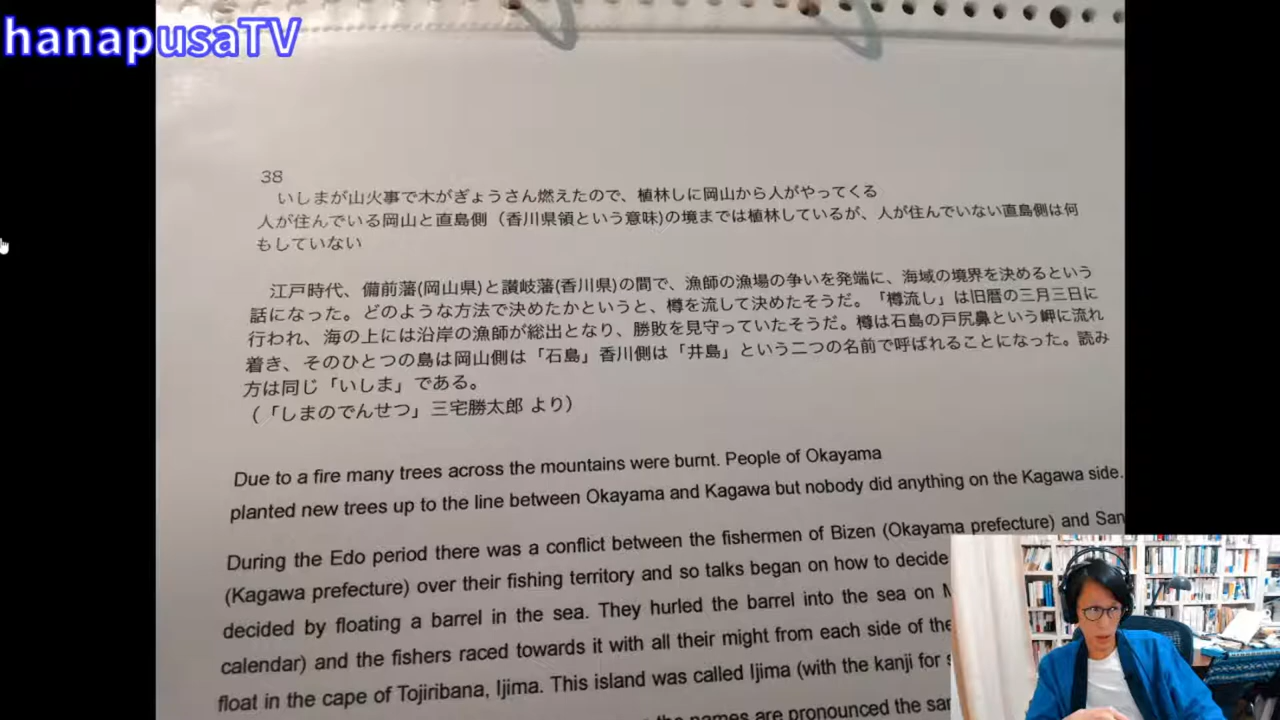 hanapusaTV
38
いしまが山火事で木がぎょうさん燃えたので、植林しに岡山から人がやってくる
人が住んでいる岡山と直島側（香川県領という意味)の境までは植林しているが、人が住んでいない直島側は何
もしていない
江戸時代、備前藩(岡山県)と讃岐藩(香川県)の間で、漁師の漁場の争いを発端に、海域の境界を決めるという
話になった。どのような方法で決めたかというと、樽を流して決めたそうだ。「樽流し」は旧暦の三月三日に
行われ、海の上には沿岸の漁師が総出となり、勝敗を見守っていたそうだ。樽は石島の戸尻鼻という岬に流れ
着き、そのひとつの島は岡山側は「石島」香川側は「井島」という二つの名前で呼ばれることになった。読み
方は同じ「いしま」である。
（「しまのでんせつ」三宅勝太郎 より）
Due to a fire many trees across the mountains were burnt. People of Okayama
planted new trees up to the line between Okayama and Kagawa but nobody did anything on the Kagawa side.
During the Edo period there was a conflict between the fishermen of Bizen (Okayama prefecture) and San
(Kagawa prefecture) over their fishing territory and so talks began on how to decide
decided by floating a barrel in the sea. They hurled the barrel into the sea on
calendar) and the fishers raced towards it with all their might from each side of the
float in the cape of Tojiribana, Ijima. This island was called Ijima (with the kanji for
the names are pronounced the